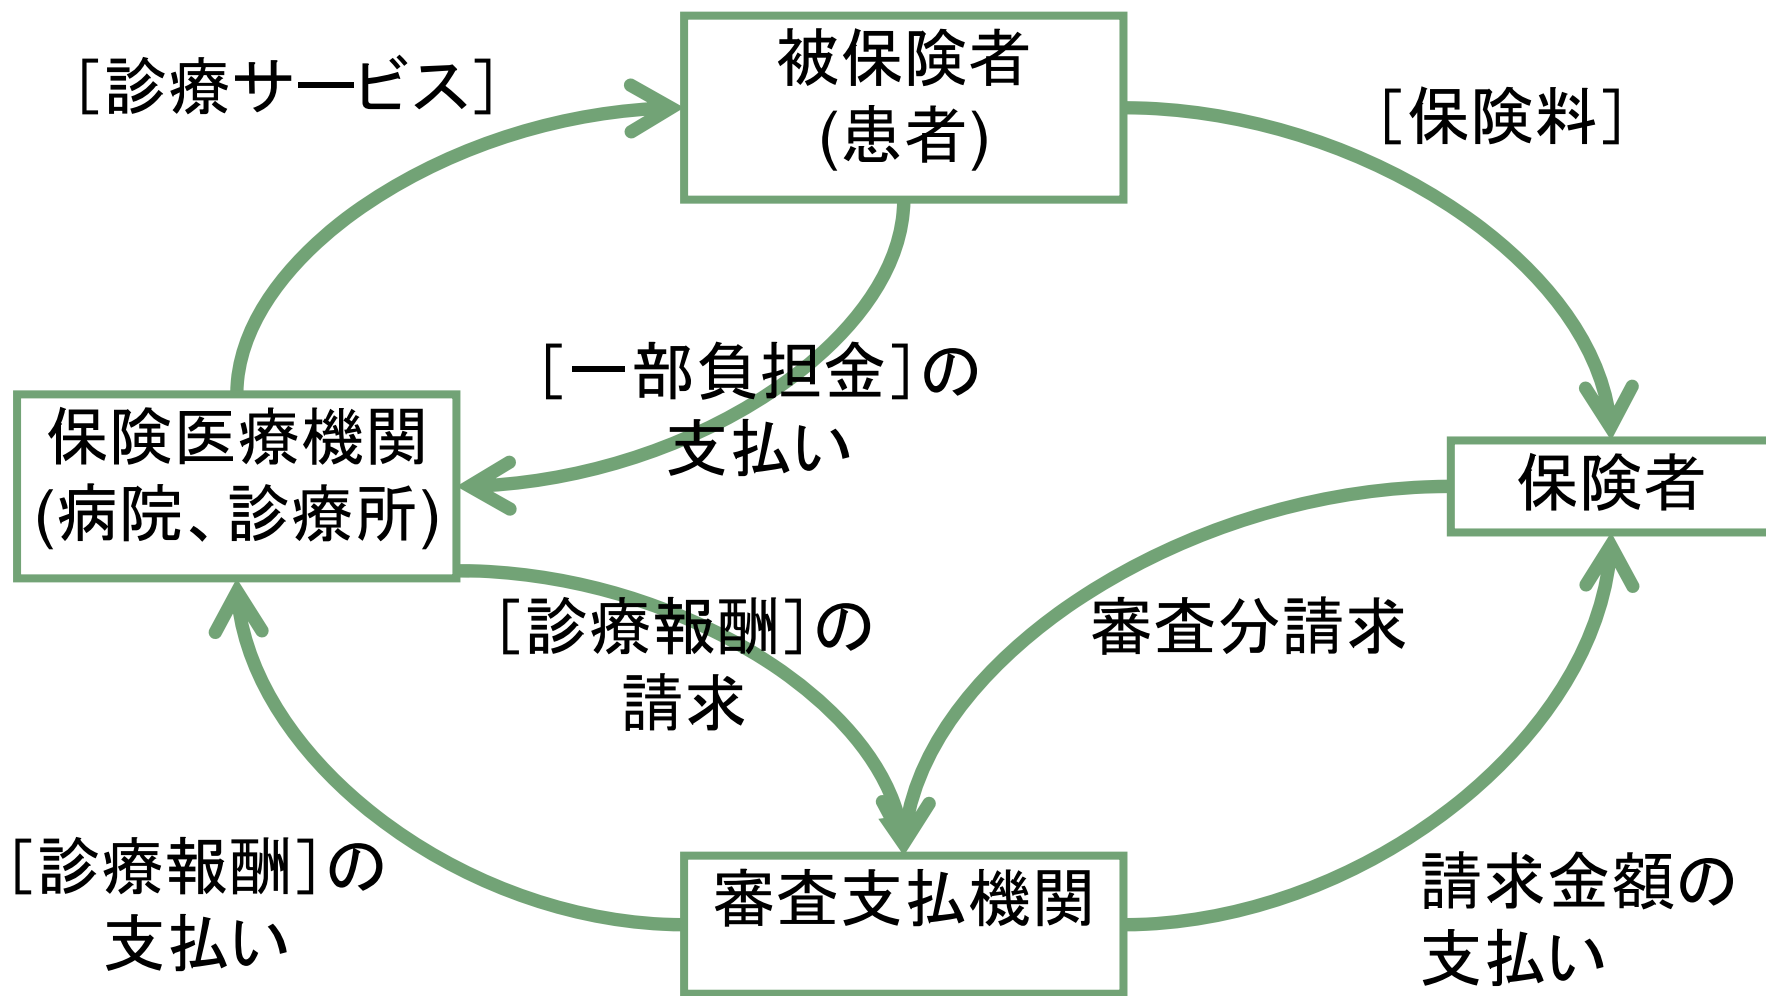 被保険者
(患者)
[診療サービス]
[保険料]
[一部負担金]の
支払い
保険医療機関
(病院、診療所)
保険者
[診療報酬]の
請求
審査分請求
[診療報酬]の
支払い
審査支払機関
請求金額の
支払い